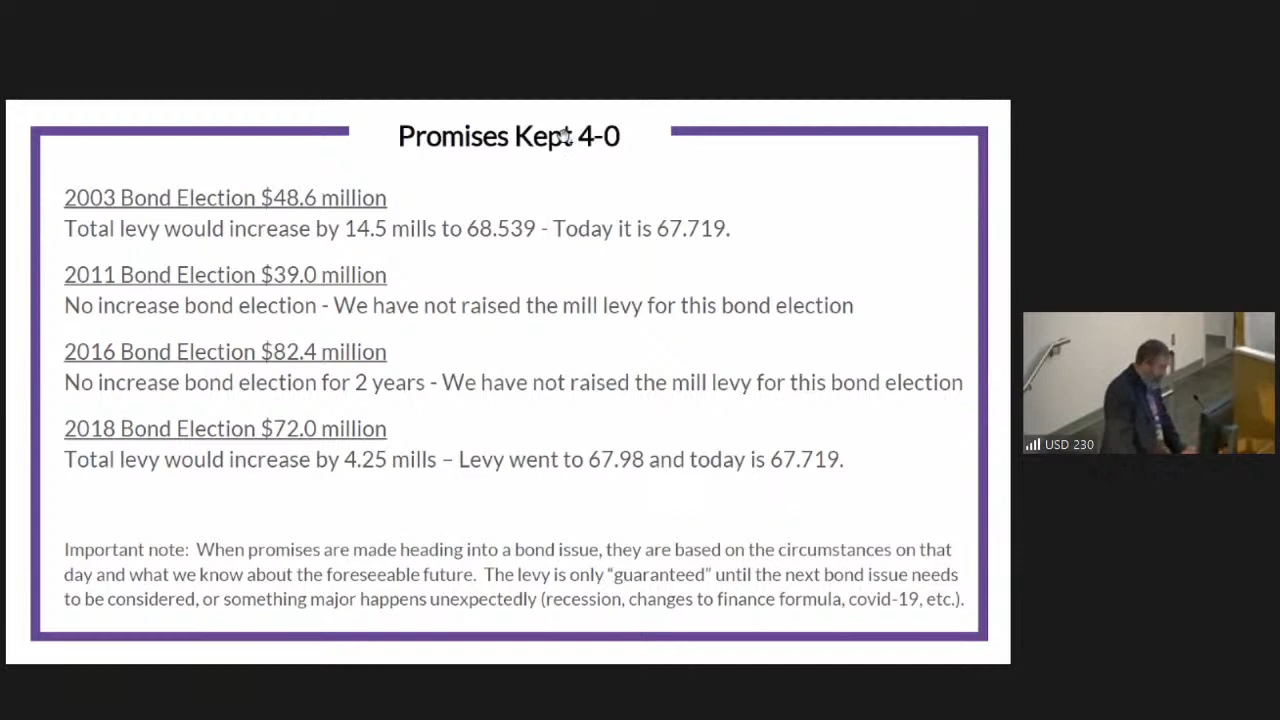 Promises Kept 4-0
2003 Bond Election $48.6 million
Total levy would increase by 14.5 mills to 68.539 - Today it is 67.719.
2011 Bond Election $39.0 million
No increase bond election - We have not raised the mill levy for this bond election
2016 Bond Election $82.4 million
No increase bond election for 2 years - We have not raised the mill levy for this bond election
2018 Bond Election $72.0 million
Total levy would increase by 4.25 mills – Levy went to 67.98 and today is 67.719.
Important note:  When promises are made heading into a bond issue, they are based on the circumstances on that
day and what we know about the foreseeable future.  The levy is only “guaranteed” until the next bond issue needs
to be considered, or something major happens unexpectedly (recession, changes to finance formula, covid-19, etc.).
USD 230